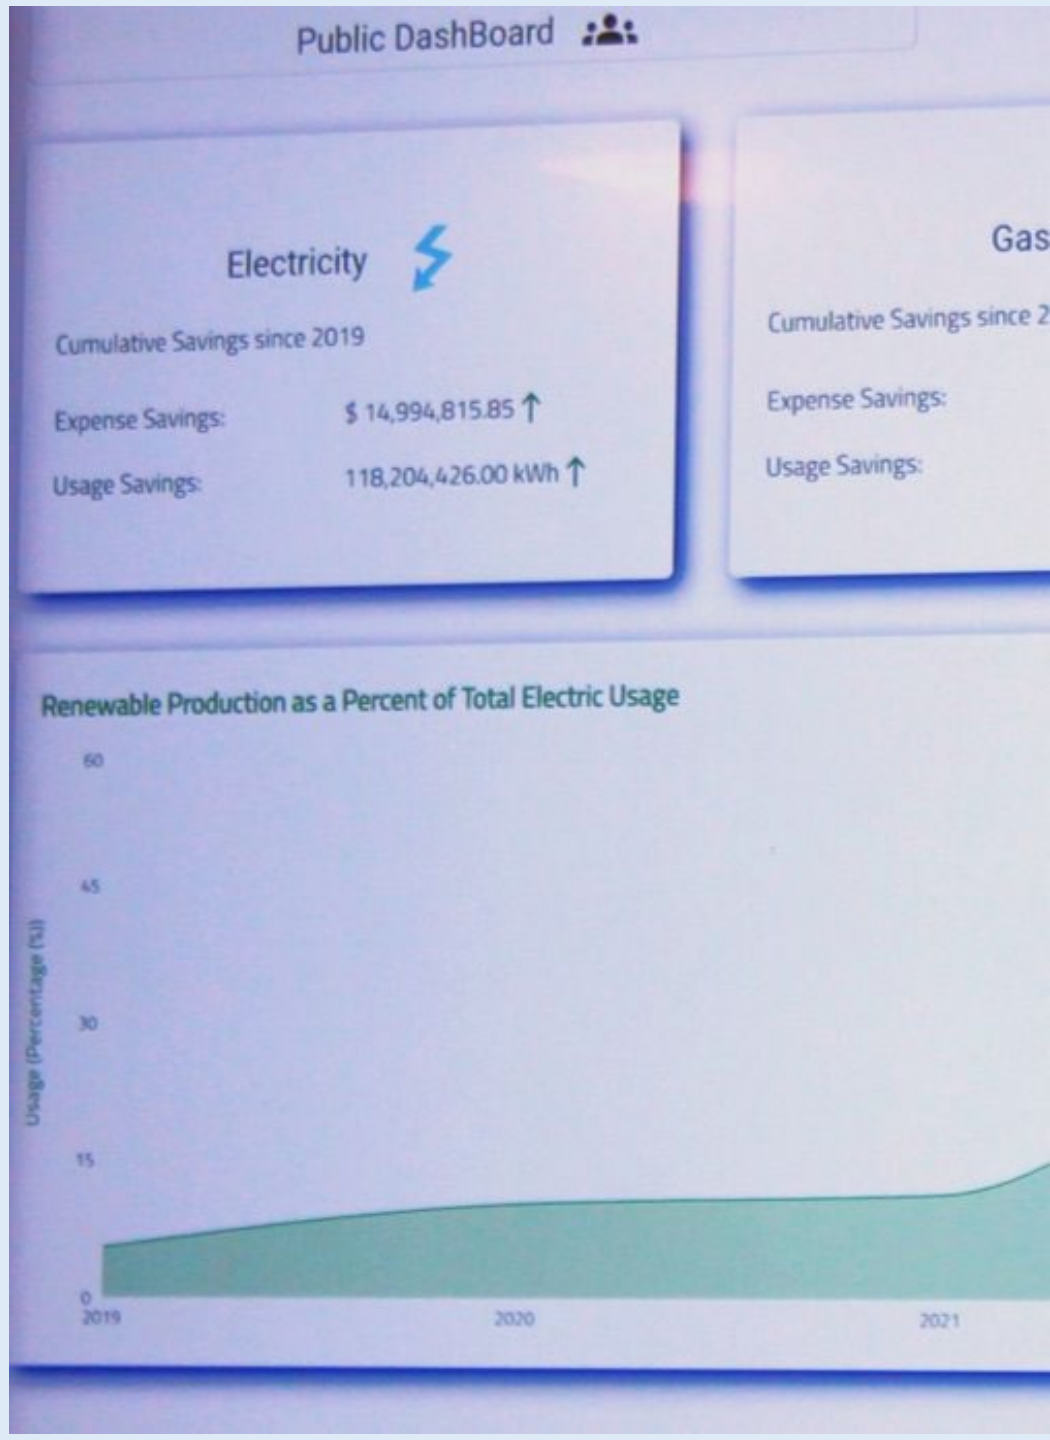 Public DashBoard
Electricity
Cumulative Savings since 2019
Expense Savings: $ 14,994,815.85
Usage Savings: 118,204,426.00 kWh
Gas
Cumulative Savings since 2
Expense Savings:
Usage Savings:
Renewable Production as a Percent of Total Electric Usage
Usage (Percentage (%))
60
45
30
15
0
2019 2020 2021